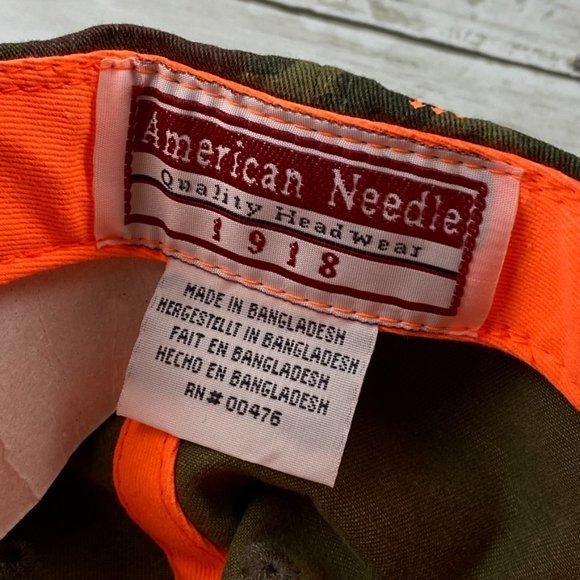 American Needle
Quality HeadWear
1918
MADE IN BANGLADESH
HERGESTELLT IN BANGLADESH
FAIT EN BANGLADESH
HECHO EN BANGLADESH
RN# 00476